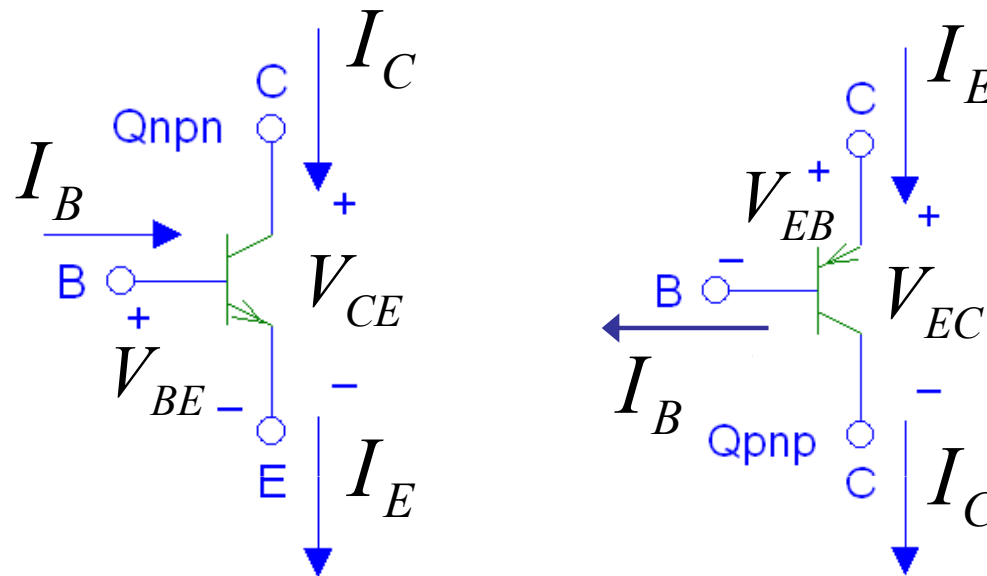 I_C
C
Qnpn
I_B
+
B
V_CE
+
V_BE
−
−
E
I_E
I_E
C
+
V_EB
+
−
B
V_EC
I_B
−
Qpnp
C
I_C